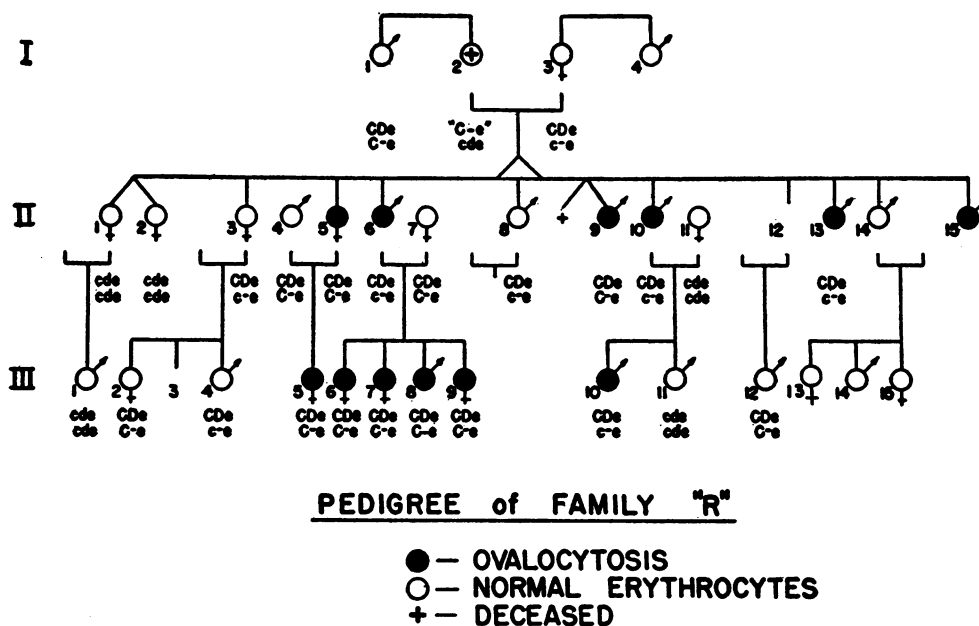 I
1 2 3 4
CDe "C-e" CDe
C-e cde c-e
II
1 2 3 4 5 6 7 8 9 10 11 12 13 14 15
cde cde CDe CDe CDe CDe CDe CDe CDe CDe cde CDe
cde cde c-e C-e C-e c-e C-e c-e C-e c-e cde c-e
III
1 2 3 4 5 6 7 8 9 10 11 12 13 14 15
cde CDe CDe CDe CDe CDe CDe CDe CDe cde CDe
cde C-e c-e C-e C-e C-e C-e C-e c-e cde C-e
PEDIGREE of FAMILY "R"
— OVALOCYTOSIS
— NORMAL ERYTHROCYTES
+ — DECEASED